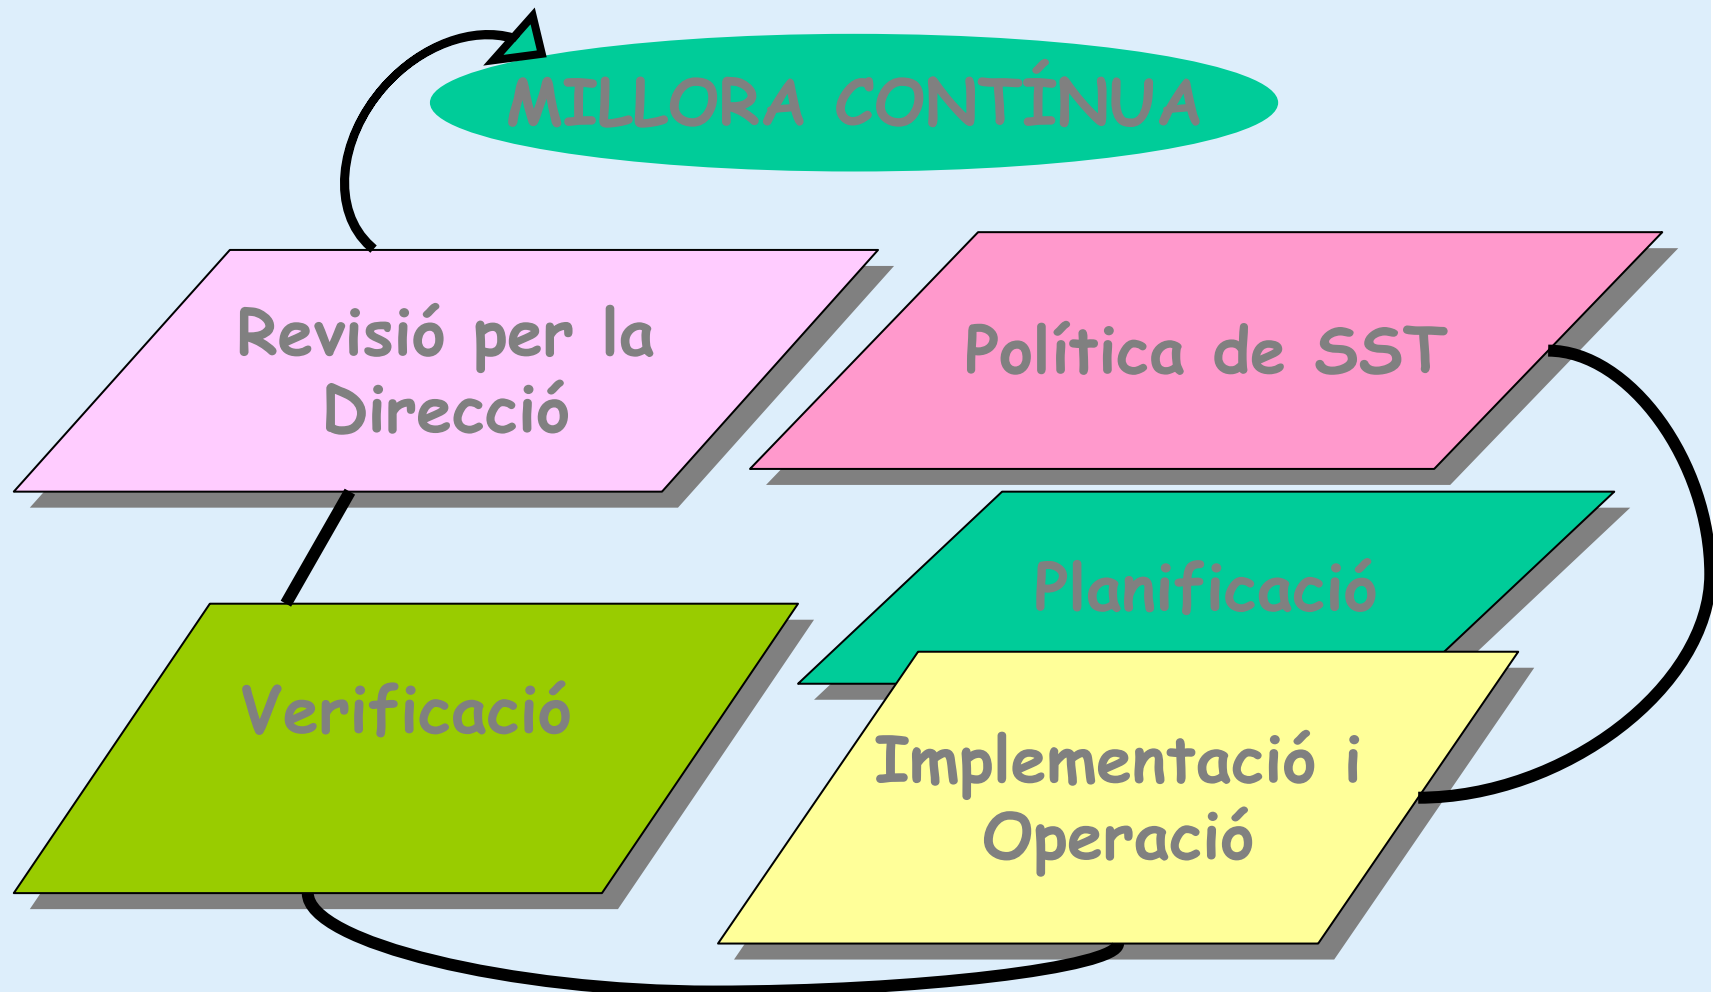 MILLORA CONTÍNUA
Revisió per la
Direcció
Política de SST
Planificació
Verificació
Implementació i
Operació